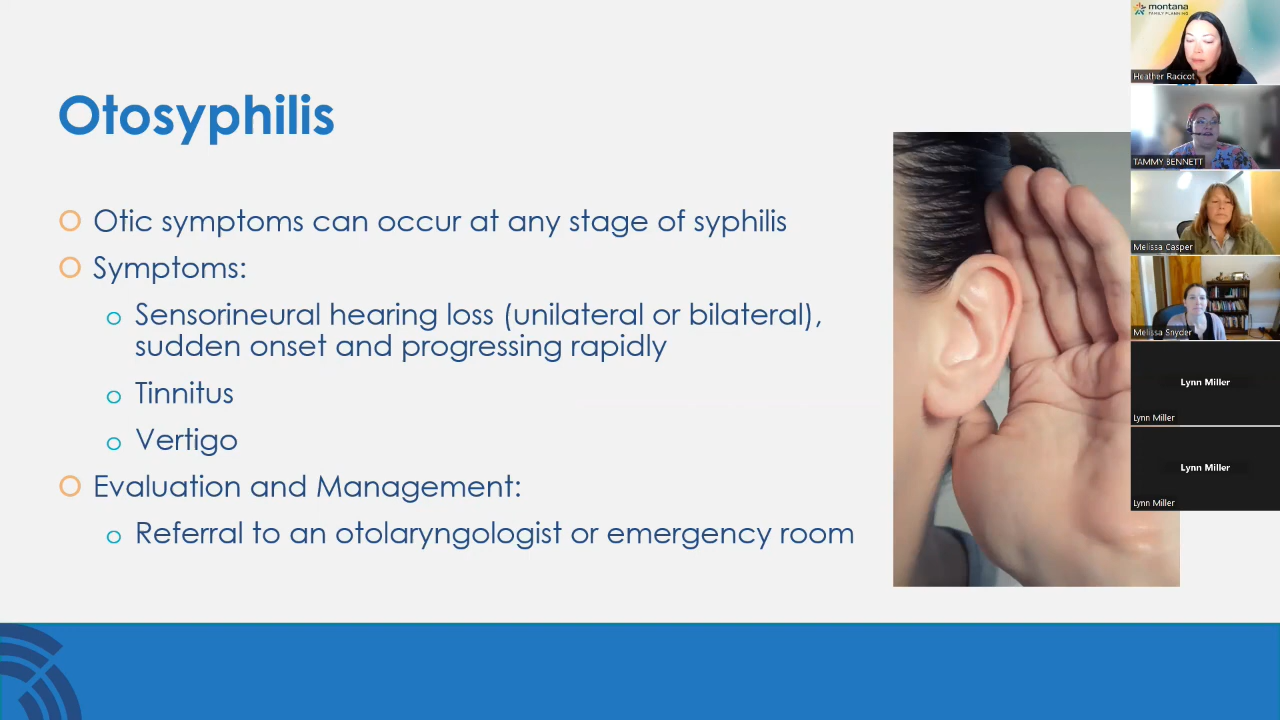 Otosyphilis
Otic symptoms can occur at any stage of syphilis
Symptoms:
Sensorineural hearing loss (unilateral or bilateral),
sudden onset and progressing rapidly
Tinnitus
Vertigo
Evaluation and Management:
Referral to an otolaryngologist or emergency room
montana
FAMILY PLANNING
Heather Racicot
TAMMY BENNETT
Melissa Casper
Melissa Snyder
Lynn Miller
Lynn Miller
Lynn Miller
Lynn Miller